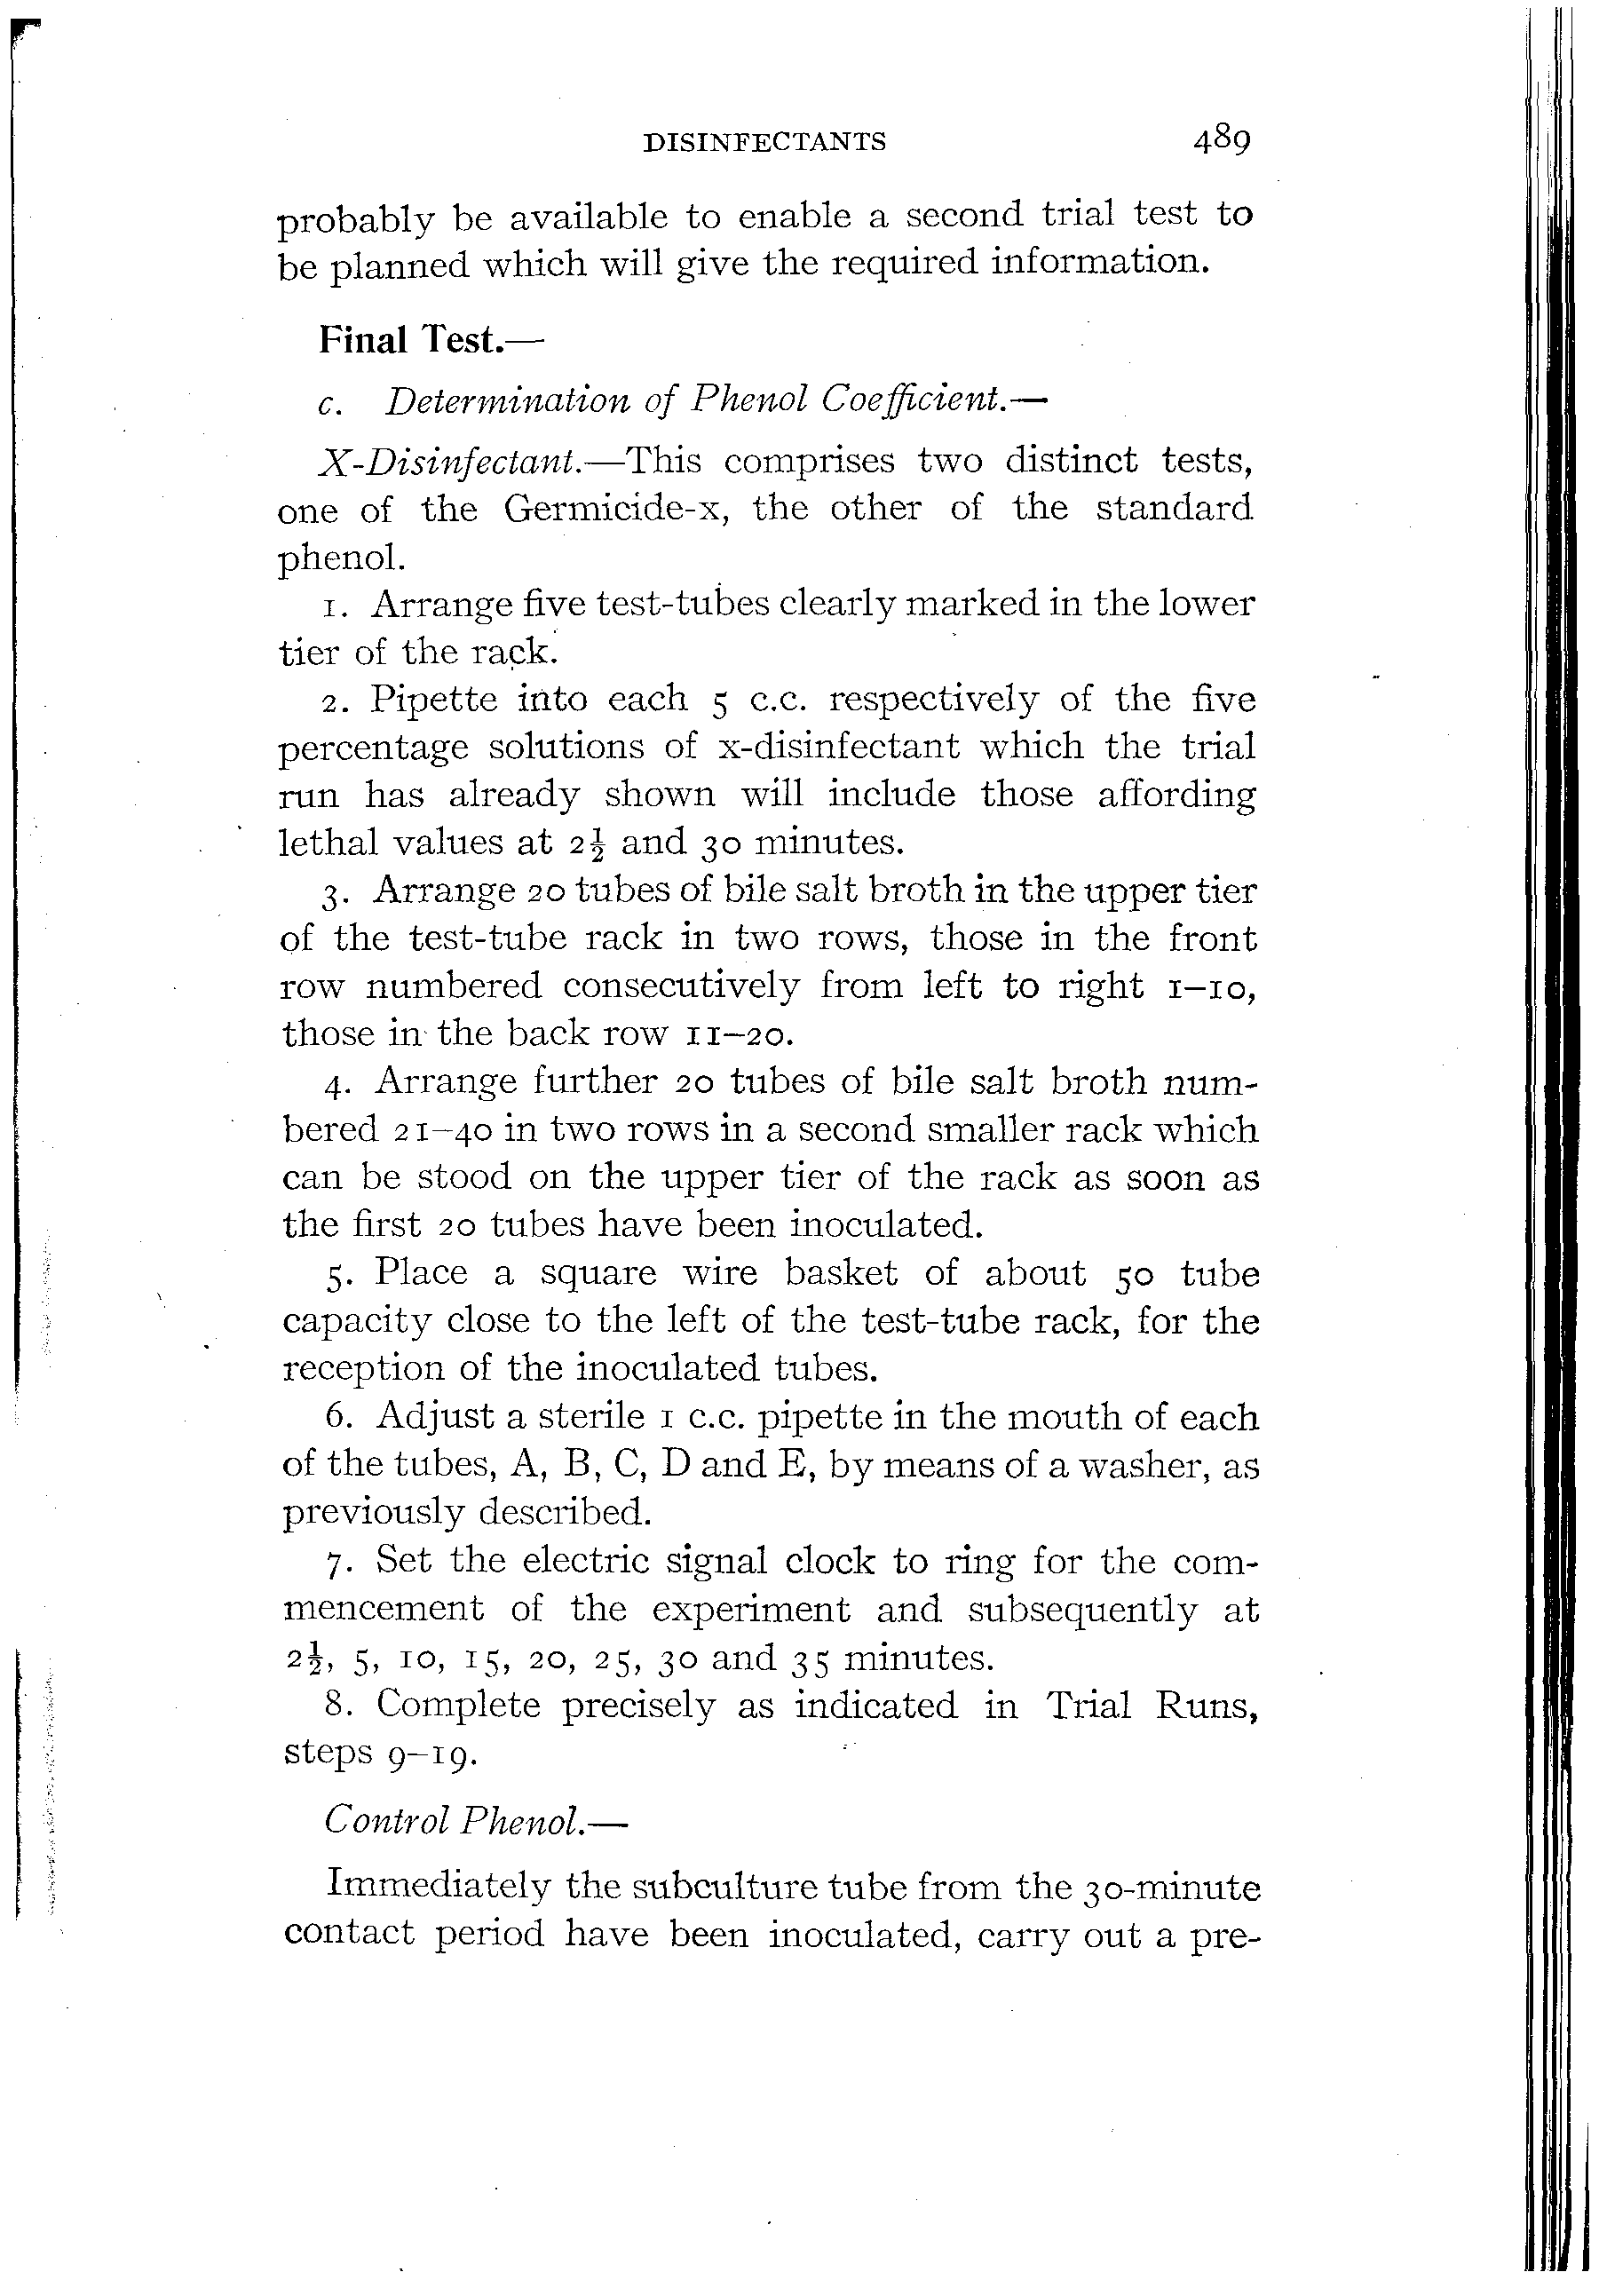 DISINFECTANTS 489
probably be available to enable a second trial test to
be planned which will give the required information.
Final Test.—
c. Determination of Phenol Coefficient.—
X-Disinfectant.—This comprises two distinct tests,
one of the Germicide-x, the other of the standard
phenol.
1. Arrange five test-tubes clearly marked in the lower
tier of the rack.
2. Pipette into each 5 c.c. respectively of the five
percentage solutions of x-disinfectant which the trial
run has already shown will include those affording
lethal values at 2½ and 30 minutes.
3. Arrange 20 tubes of bile salt broth in the upper tier
of the test-tube rack in two rows, those in the front
row numbered consecutively from left to right 1–10,
those in the back row 11–20.
4. Arrange further 20 tubes of bile salt broth num-
bered 21–40 in two rows in a second smaller rack which
can be stood on the upper tier of the rack as soon as
the first 20 tubes have been inoculated.
5. Place a square wire basket of about 50 tube
capacity close to the left of the test-tube rack, for the
reception of the inoculated tubes.
6. Adjust a sterile 1 c.c. pipette in the mouth of each
of the tubes, A, B, C, D and E, by means of a washer, as
previously described.
7. Set the electric signal clock to ring for the com-
mencement of the experiment and subsequently at
2½, 5, 10, 15, 20, 25, 30 and 35 minutes.
8. Complete precisely as indicated in Trial Runs,
steps 9–19.
Control Phenol.—
Immediately the subculture tube from the 30-minute
contact period have been inoculated, carry out a pre-